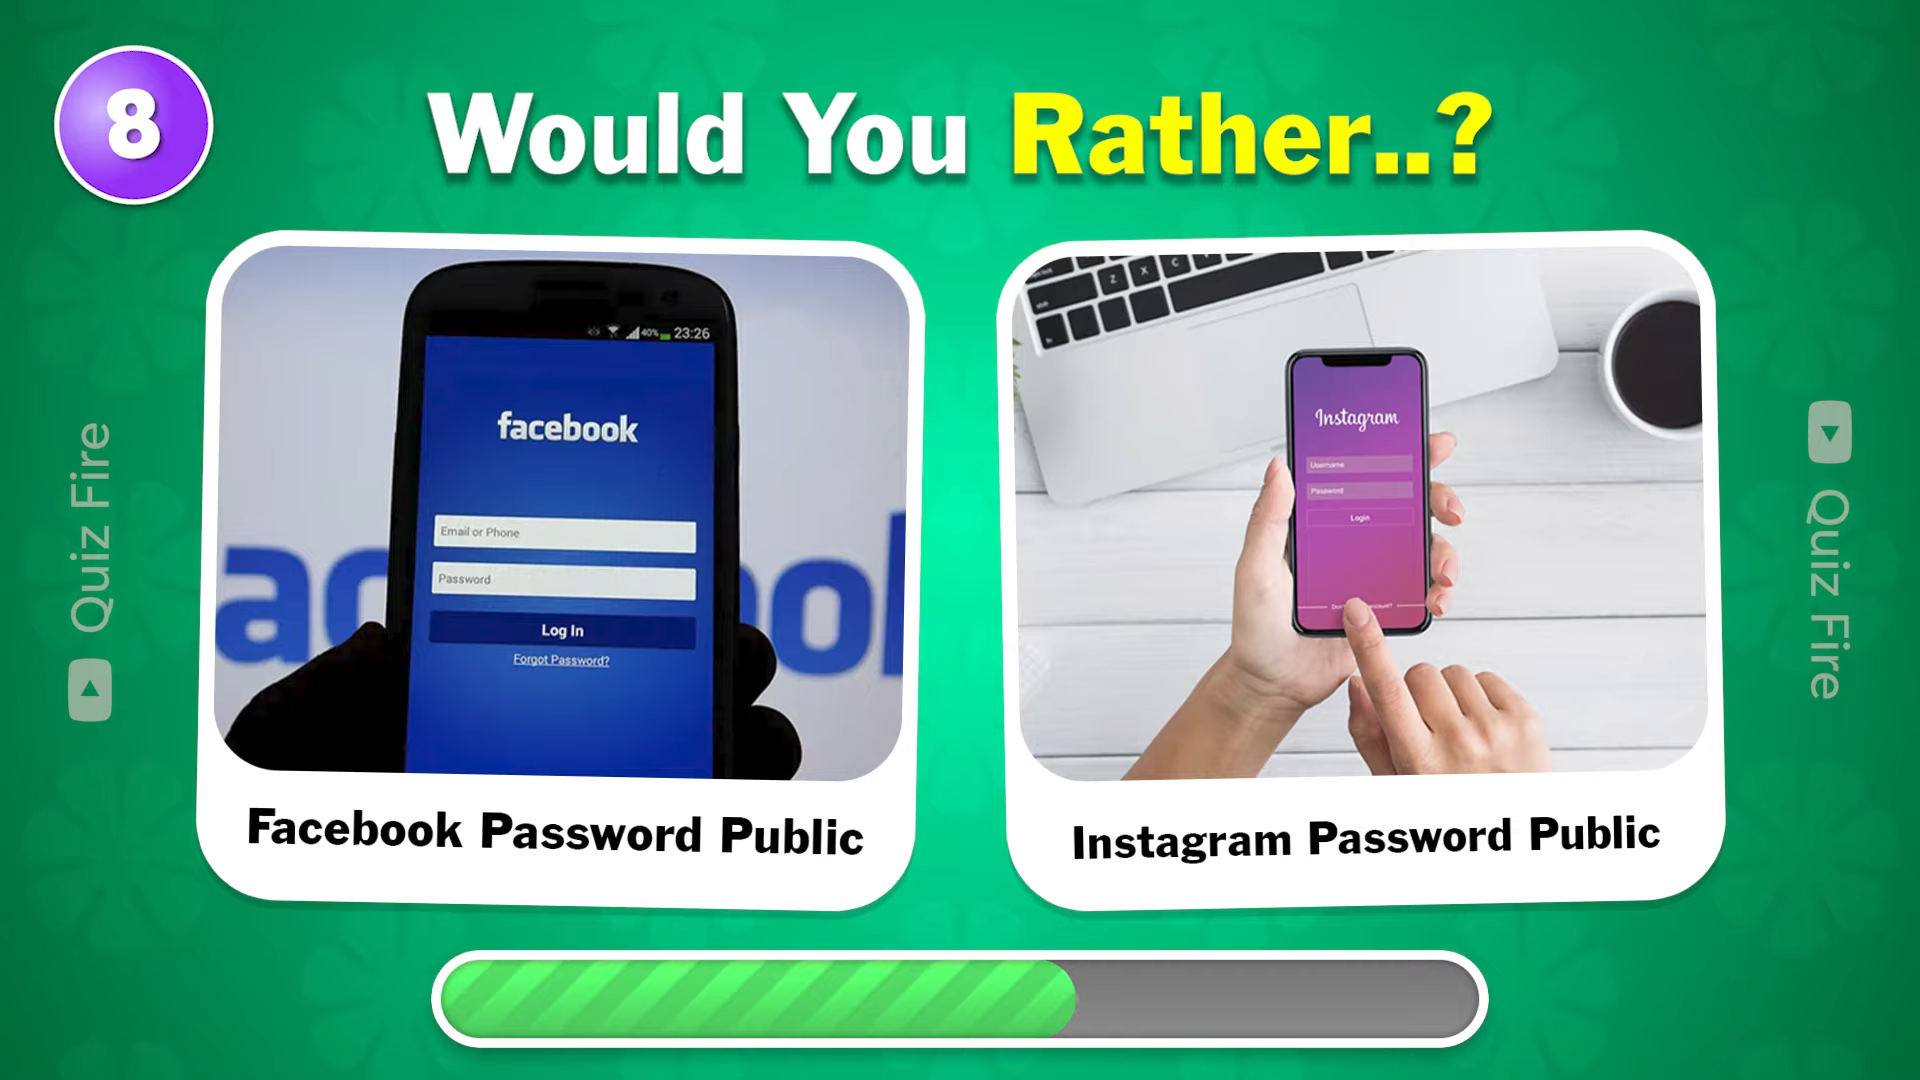 8
Would You Rather..?
40% 23:26
facebook
Email or Phone
Password
Log In
Forgot Password?
Facebook Password Public
Z X C
Instagram
Username
Password
Login
Instagram Password Public
Quiz Fire
Quiz Fire